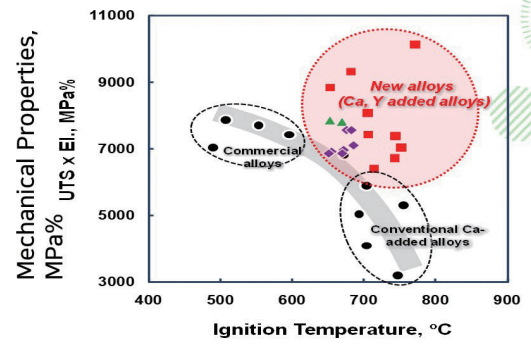 Mechanical Properties,
MPa%
UTS x El., MPa%
11000
9000
7000
5000
3000
New alloys
(Ca, Y added alloys)
Commercial
alloys
Conventional Ca-
added alloys
400
500
600
700
800
900
Ignition Temperature, °C